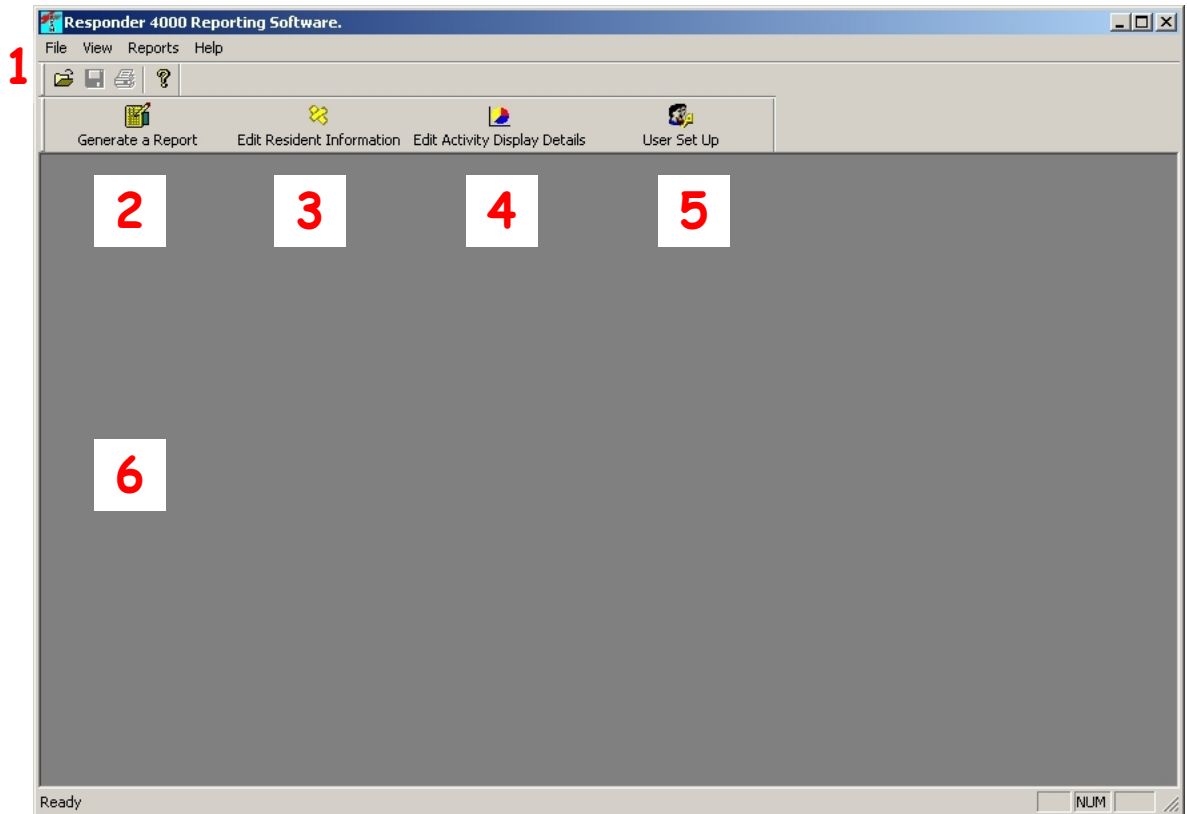 Responder 4000 Reporting Software.
File View Reports Help
1
Generate a Report Edit Resident Information Edit Activity Display Details User Set Up
2 3 4 5
6
Ready NUM